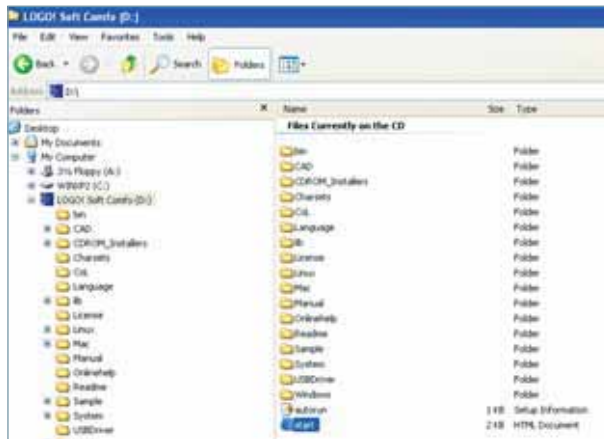 LOGO! Soft Comfo (D:)
File Edit View Favorites Tools Help
Back Search Folders
Address D:\
Folders
Desktop
My Documents
My Computer
3½ Floppy (A:)
WINXP2 (C:)
LOGO! Soft Comfo (D:)
bin
CAD
CDROM_Installers
Charsets
CoL
Language
lib
License
Linux
Mac
Manual
Onlinehelp
Readme
Sample
System
USBDriver
Name Size Type
Files Currently on the CD
bin Folder
CAD Folder
CDROM_Installers Folder
Charsets Folder
CoL Folder
Language Folder
lib Folder
License Folder
Linux Folder
Mac Folder
Manual Folder
Onlinehelp Folder
Readme Folder
Sample Folder
System Folder
USBDriver Folder
Windows Folder
autorun 1 KB Setup Information
start 2 KB HTML Document